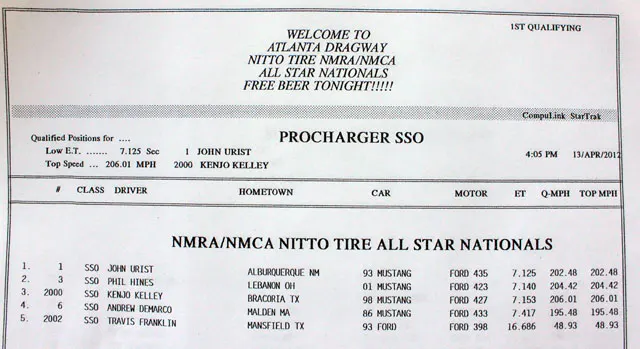 1ST QUALIFYING
WELCOME TO
ATLANTA DRAGWAY
NITTO TIRE NMRA/NMCA
ALL STAR NATIONALS
FREE BEER TONIGHT!!!!!
CompuLink StarTrak
Qualified Positions for .... PROCHARGER SSO
Low E.T. ....... 7.125 Sec 1 JOHN URIST 4:05 PM 13/APR/2012
Top Speed ... 206.01 MPH 2000 KENJO KELLEY
# CLASS DRIVER HOMETOWN CAR MOTOR ET Q-MPH TOP MPH
NMRA/NMCA NITTO TIRE ALL STAR NATIONALS
1. 1 SSO JOHN URIST ALBURQUERQUE NM 93 MUSTANG FORD 435 7.125 202.48 202.48
2. 3 SSO PHIL HINES LEBANON OH 01 MUSTANG FORD 423 7.140 204.42 204.42
3. 2000 SSO KENJO KELLEY BRACORIA TX 98 MUSTANG FORD 427 7.153 206.01 206.01
4. 6 SSO ANDREW DEMARCO MALDEN MA 86 MUSTANG FORD 433 7.417 195.48 195.48
5. 2002 SSO TRAVIS FRANKLIN MANSFIELD TX 93 FORD FORD 398 16.686 48.93 48.93